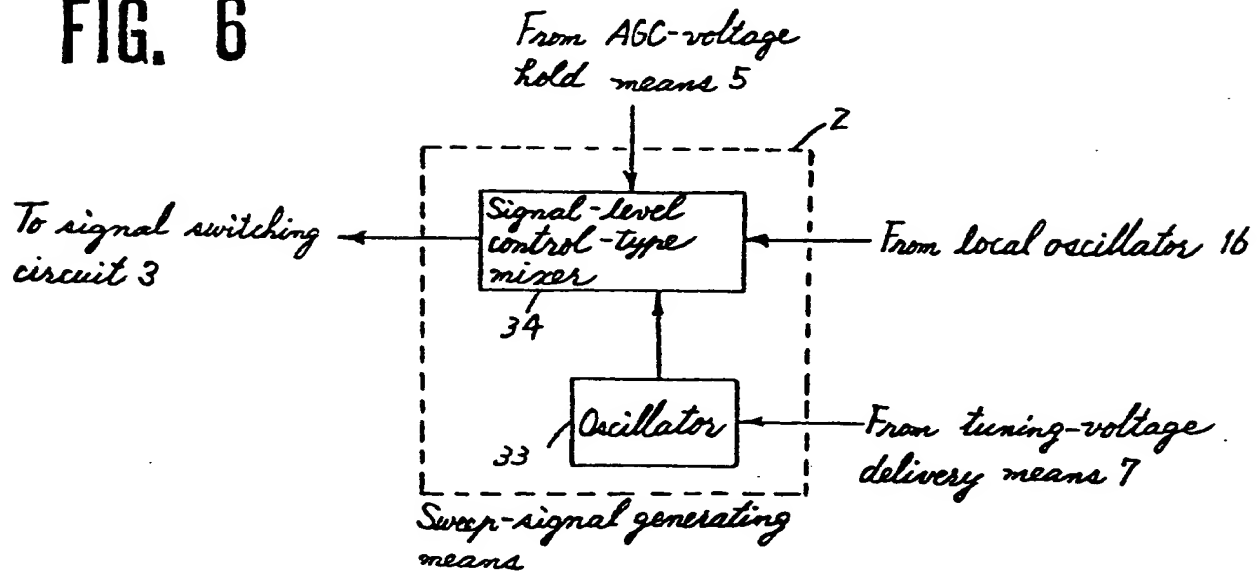 FIG. 6
From AGC-voltage
hold means 5
2
To signal switching
circuit 3
Signal-level
control-type
mixer
34
From local oscillator 16
Oscillator
33
From tuning-voltage
delivery means 7
Sweep-signal generating
means